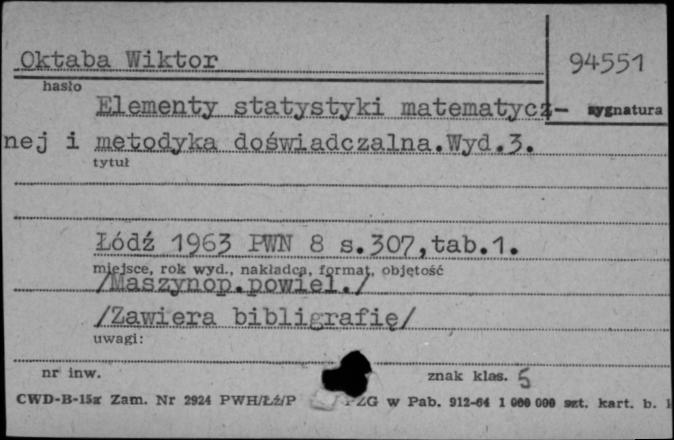 Oktaba Wiktor 94551
hasło
Elementy statystyki matematycz- sygnatura
nej i metodyka doświadczalna.Wyd.3.
tytuł
Łódź 1963 PWN 8 s.307,tab.1.
miejsce, rok wyd., nakładca, format, objętość
/Maszynop.powiel./
/Zawiera bibligrafię/
uwagi:
nr inw. znak klas. 5
CWD-B-15x Zam. Nr 2924 PWH/Łż/P PZG w Pab. 912-64 1 000 000 szt. kart. b.